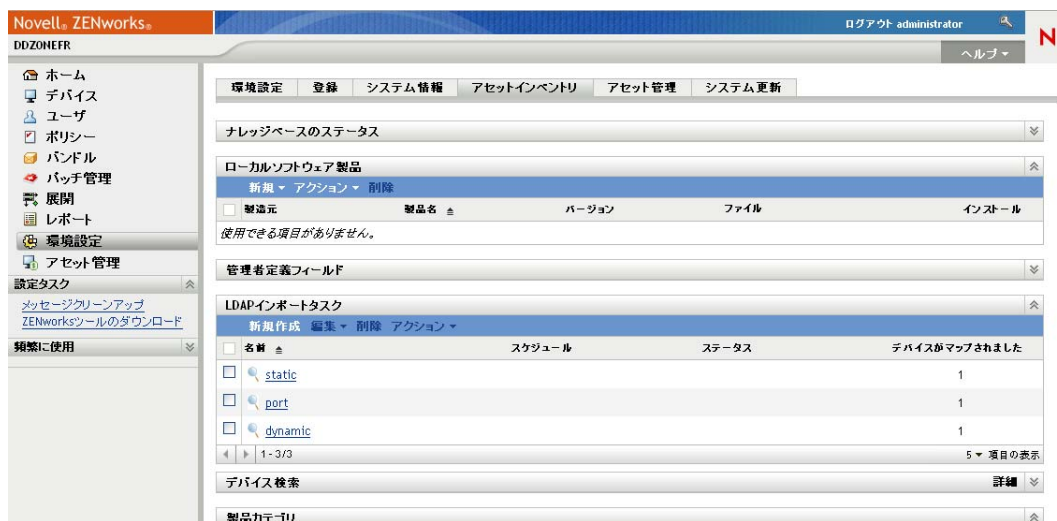 Novell® ZENworks®
ログアウト administrator
DDZONEFR
N
ヘルプ
ホーム
デバイス
ユーザ
ポリシー
バンドル
パッチ管理
展開
レポート
環境設定
アセット管理
設定タスク
メッセージクリーンアップ
ZENworksツールのダウンロード
頻繁に使用
環境設定 登録 システム情報 アセットインベントリ アセット管理 システム更新
ナレッジベースのステータス
ローカルソフトウェア製品
新規 アクション 削除
製造元 製品名 バージョン ファイル インストール
使用できる項目がありません。
管理者定義フィールド
LDAPインポートタスク
新規作成 編集 削除 アクション
名前 スケジュール ステータス デバイスがマップされました
static 1
port 1
dynamic 1
1 - 3/3 5 項目の表示
デバイス検索 詳細
製品カテゴリ